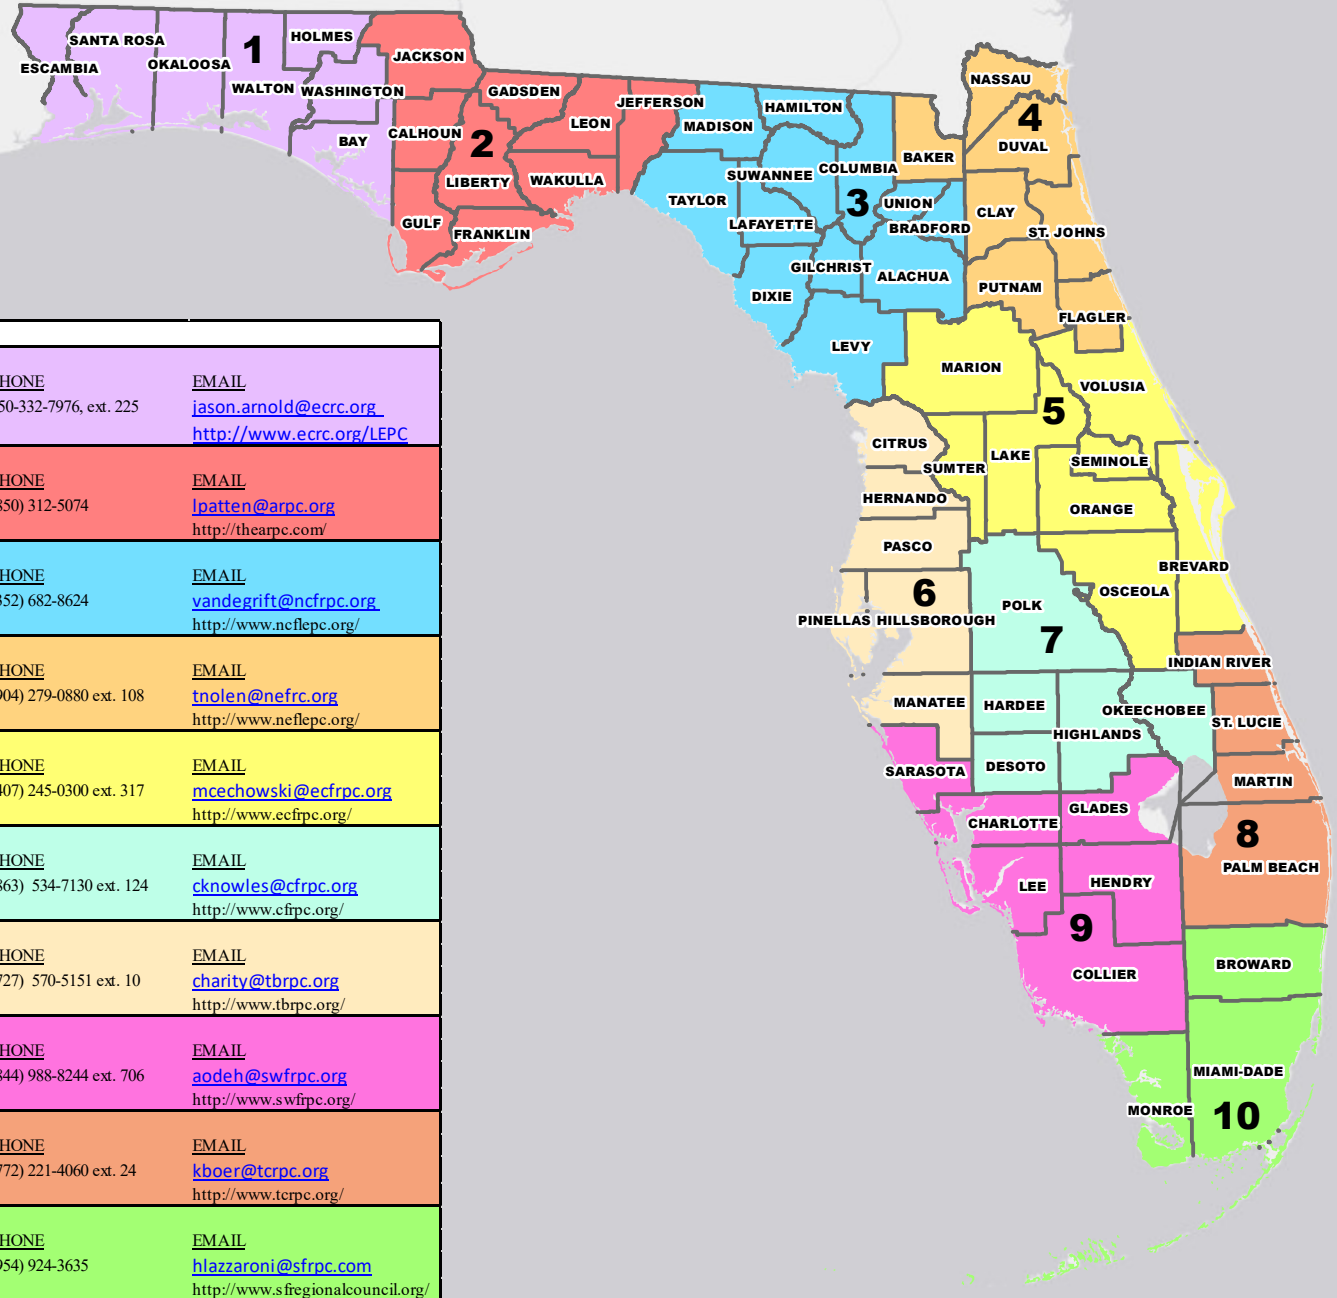 SANTA ROSA
ESCAMBIA
OKALOOSA
1
WALTON
HOLMES
WASHINGTON
BAY
JACKSON
CALHOUN
GULF
GADSDEN
2
LIBERTY
FRANKLIN
LEON
WAKULLA
JEFFERSON
MADISON
TAYLOR
HAMILTON
SUWANNEE
LAFAYETTE
COLUMBIA
3
UNION
BRADFORD
GILCHRIST
ALACHUA
DIXIE
LEVY
BAKER
NASSAU
4
DUVAL
CLAY
ST. JOHNS
PUTNAM
FLAGLER
MARION
VOLUSIA
5
SUMTER
LAKE
SEMINOLE
ORANGE
BREVARD
OSCEOLA
CITRUS
HERNANDO
PASCO
6
PINELLAS
HILLSBOROUGH
MANATEE
POLK
7
HARDEE
HIGHLANDS
OKEECHOBEE
DESOTO
INDIAN RIVER
ST. LUCIE
MARTIN
8
PALM BEACH
SARASOTA
CHARLOTTE
GLADES
LEE
HENDRY
9
COLLIER
BROWARD
MIAMI-DADE
MONROE
10
HONE EMAIL
50-332-7976, ext. 225 jason.arnold@ecrc.org
http://www.ecrc.org/LEPC
HONE EMAIL
850) 312-5074 lpatten@arpc.org
http://thearpc.com/
HONE EMAIL
352) 682-8624 vandegrift@ncfrpc.org
http://www.ncflepc.org/
HONE EMAIL
904) 279-0880 ext. 108 tnolen@nefrc.org
http://www.neflepc.org/
HONE EMAIL
407) 245-0300 ext. 317 mcechowski@ecfrpc.org
http://www.ecfrpc.org/
HONE EMAIL
863) 534-7130 ext. 124 cknowles@cfrpc.org
http://www.cfrpc.org/
HONE EMAIL
727) 570-5151 ext. 10 charity@tbrpc.org
http://www.tbrpc.org/
HONE EMAIL
844) 988-8244 ext. 706 aodeh@swfrpc.org
http://www.swfrpc.org/
HONE EMAIL
772) 221-4060 ext. 24 kboer@tcrpc.org
http://www.tcrpc.org/
HONE EMAIL
954) 924-3635 hlazzaroni@sfrpc.com
http://www.sfregionalcouncil.org/